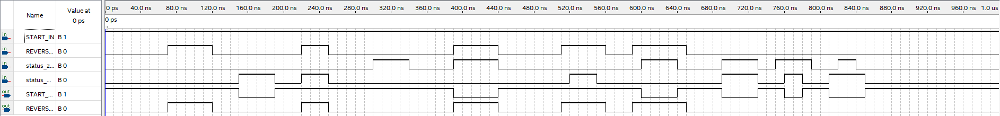 Name
Value at
0 ps
0 ps 40.0 ns 80.0 ns 120.0 ns 160.0 ns 200.0 ns 240.0 ns 280.0 ns 320.0 ns 360.0 ns 400.0 ns 440.0 ns 480.0 ns 520.0 ns 560.0 ns 600.0 ns 640.0 ns 680.0 ns 720.0 ns 760.0 ns 800.0 ns 840.0 ns 880.0 ns 920.0 ns 960.0 ns 1.0 us
0 ps
in START_IN B 1
in REVERS... B 0
in status_z... B 0
in status_... B 0
out START_... B 1
out REVERS... B 0